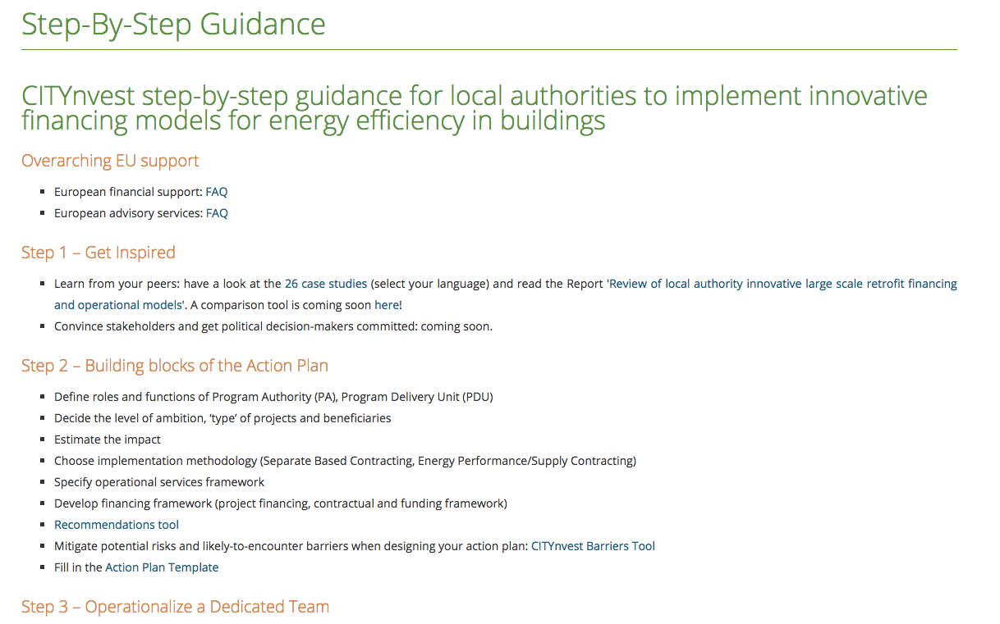 Step-By-Step Guidance
CITYnvest step-by-step guidance for local authorities to implement innovative
financing models for energy efficiency in buildings
Overarching EU support
European financial support: FAQ
European advisory services: FAQ
Step 1 – Get Inspired
Learn from your peers: have a look at the 26 case studies (select your language) and read the Report 'Review of local authority innovative large scale retrofit financing
and operational models'. A comparison tool is coming soon here!
Convince stakeholders and get political decision-makers committed: coming soon.
Step 2 – Building blocks of the Action Plan
Define roles and functions of Program Authority (PA), Program Delivery Unit (PDU)
Decide the level of ambition, ‘type’ of projects and beneficiaries
Estimate the impact
Choose implementation methodology (Separate Based Contracting, Energy Performance/Supply Contracting)
Specify operational services framework
Develop financing framework (project financing, contractual and funding framework)
Recommendations tool
Mitigate potential risks and likely-to-encounter barriers when designing your action plan: CITYnvest Barriers Tool
Fill in the Action Plan Template
Step 3 – Operationalize a Dedicated Team